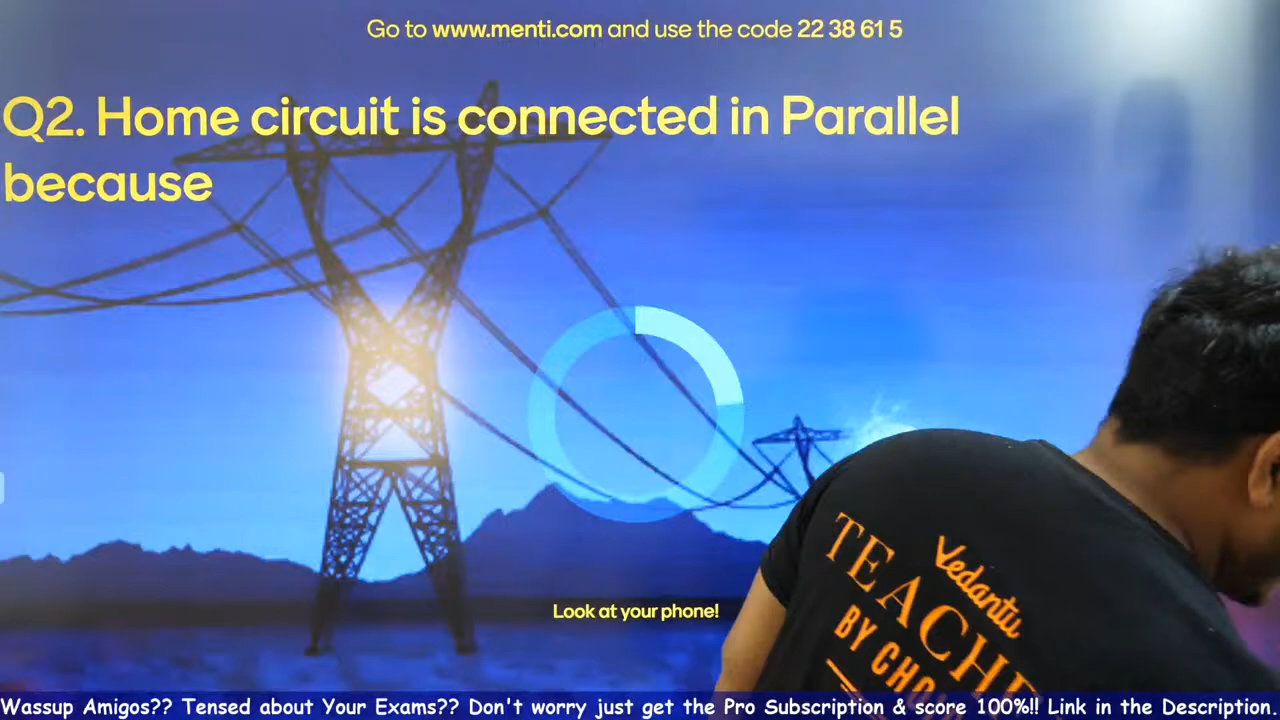 Go to www.menti.com and use the code 22 38 61 5
Q2. Home circuit is connected in Parallel
because
Look at your phone!
Vedantu
TEACHE
BY CHO
Wassup Amigos?? Tensed about Your Exams?? Don't worry just get the Pro Subscription & score 100%!! Link in the Description.